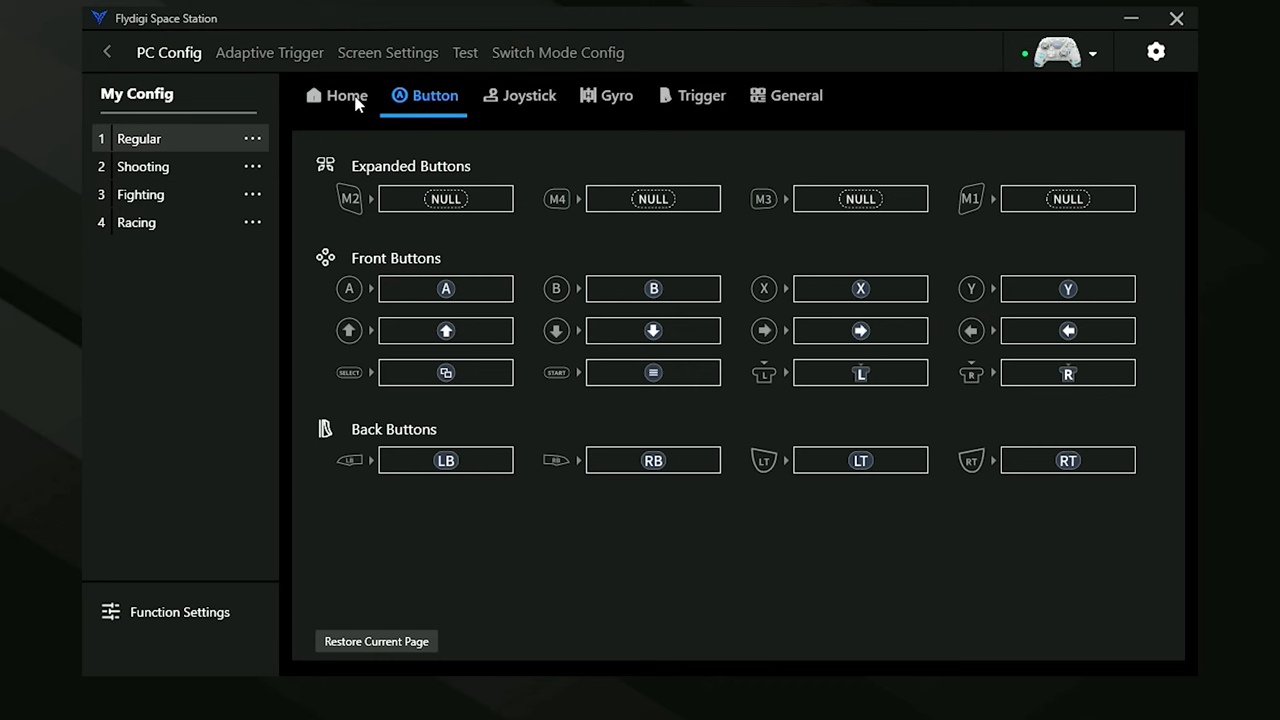 Flydigi Space Station
PC Config Adaptive Trigger Screen Settings Test Switch Mode Config
My Config
1 Regular ...
2 Shooting ...
3 Fighting ...
4 Racing ...
Function Settings
Home A Button Joystick Gyro Trigger General
Expanded Buttons
M2 NULL M4 NULL M3 NULL M1 NULL
Front Buttons
A A B B X X Y Y
SELECT START L L R R
Back Buttons
LB LB RB RB LT LT RT RT
Restore Current Page